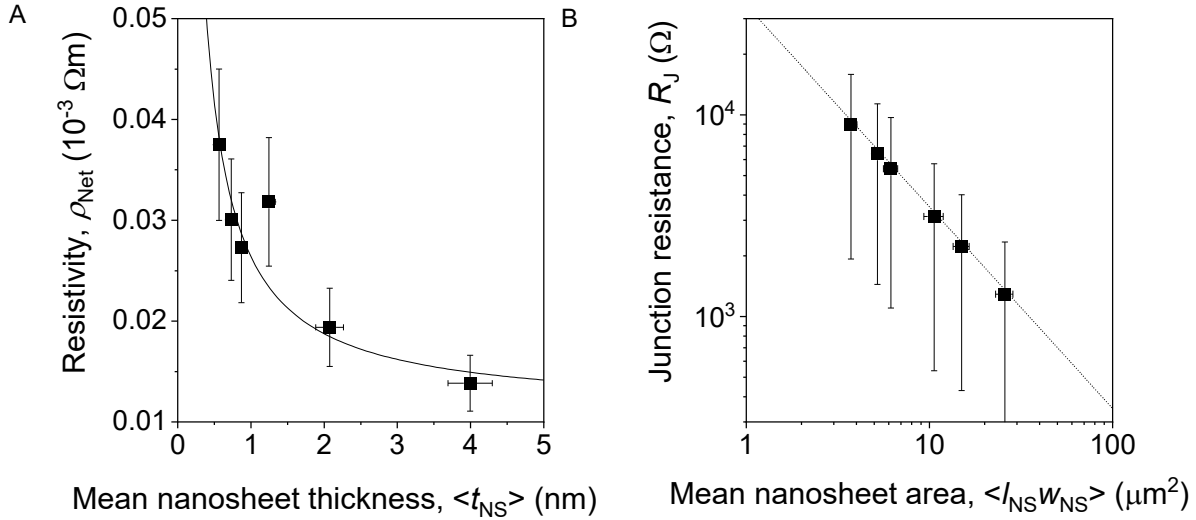 A
0.05
0.04
0.03
0.02
0.01
Resistivity, ρNet (10-3 Ωm)
0 1 2 3 4 5
Mean nanosheet thickness, <tNS> (nm)
B
104
103
Junction resistance, RJ (Ω)
1 10 100
Mean nanosheet area, <lNSwNS> (μm2)